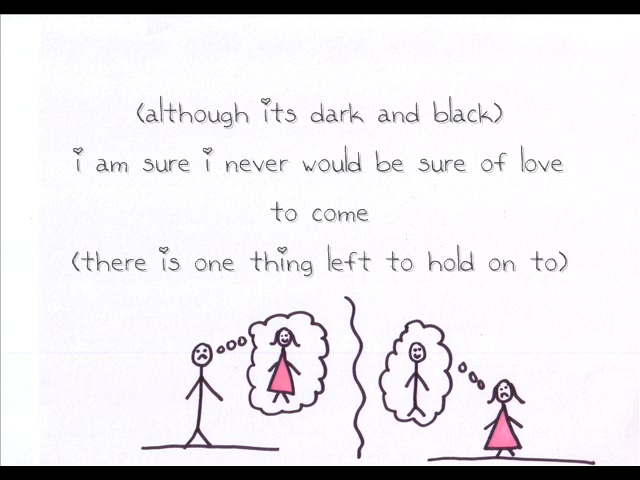 (although its dark and black)
i am sure i never would be sure of love
to come
(there is one thing left to hold on to)